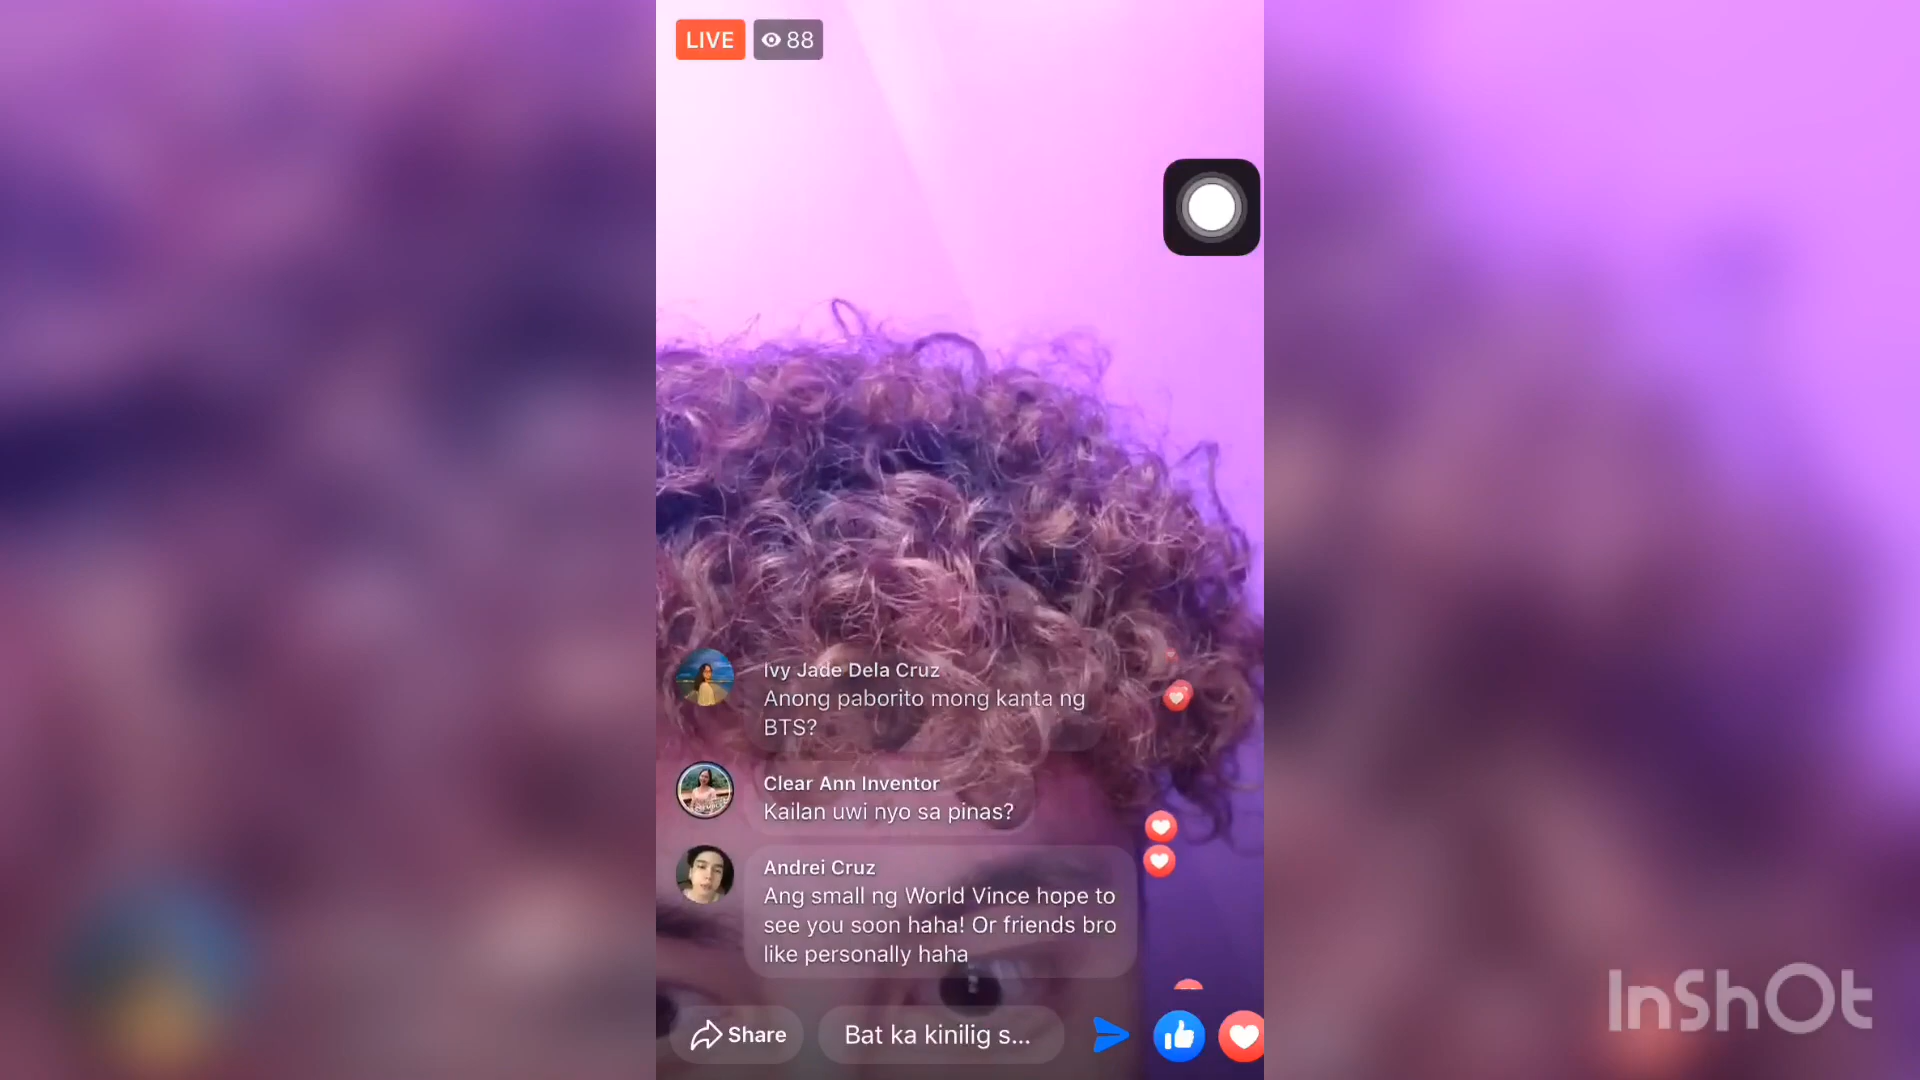 LIVE 88
Ivy Jade Dela Cruz
Anong paborito mong kanta ng
BTS?
Clear Ann Inventor
Kailan uwi nyo sa pinas?
Andrei Cruz
Ang small ng World Vince hope to
see you soon haha! Or friends bro
like personally haha
Share
Bat ka kinilig s...
InShOt